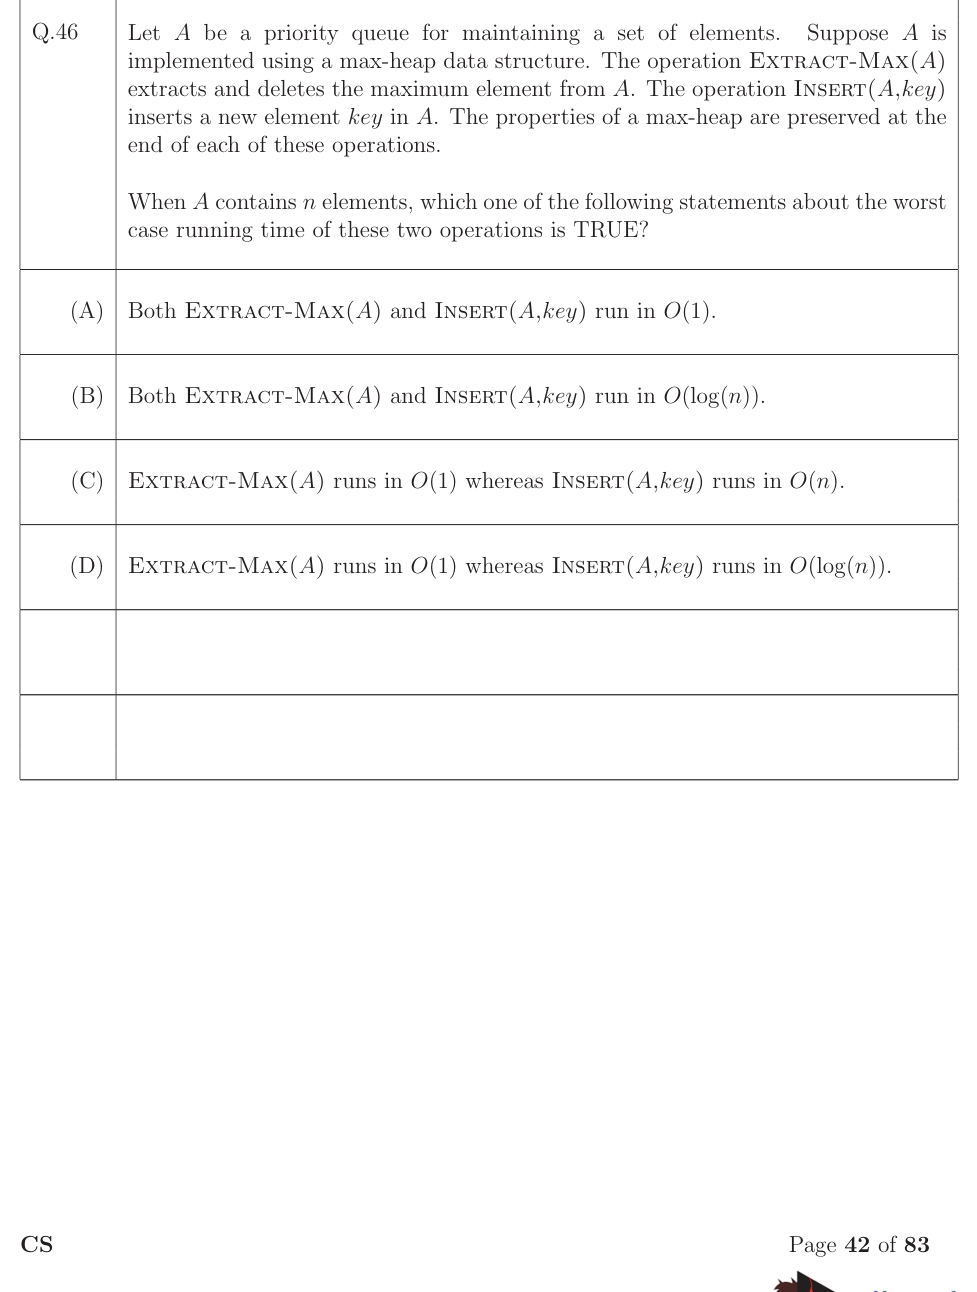 Q.46
Let A be a priority queue for maintaining a set of elements. Suppose A is
implemented using a max-heap data structure. The operation EXTRACT-MAX(A)
extracts and deletes the maximum element from A. The operation INSERT(A,key)
inserts a new element key in A. The properties of a max-heap are preserved at the
end of each of these operations.
When A contains n elements, which one of the following statements about the worst
case running time of these two operations is TRUE?
(A) Both EXTRACT-MAX(A) and INSERT(A,key) run in O(1).
(B) Both EXTRACT-MAX(A) and INSERT(A,key) run in O(log(n)).
(C) EXTRACT-MAX(A) runs in O(1) whereas INSERT(A,key) runs in O(n).
(D) EXTRACT-MAX(A) runs in O(1) whereas INSERT(A,key) runs in O(log(n)).
CS
Page 42 of 83